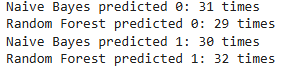 Naive Bayes predicted 0: 31 times
Random Forest predicted 0: 29 times
Naive Bayes predicted 1: 30 times
Random Forest predicted 1: 32 times